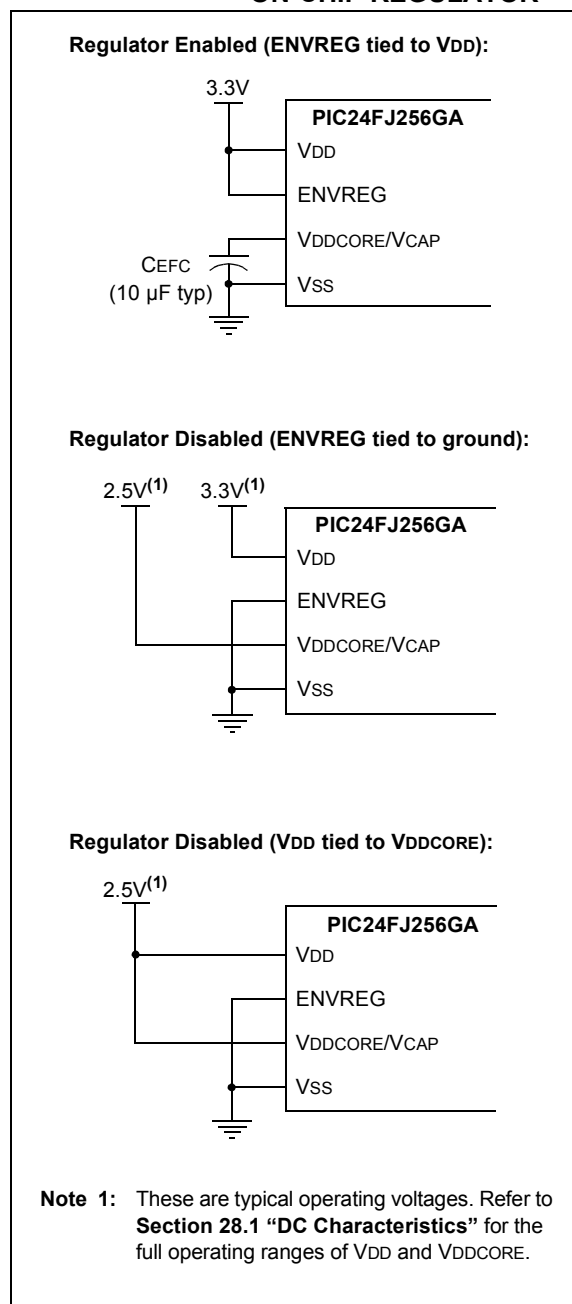 ON-CHIP REGULATOR
Regulator Enabled (ENVREG tied to VDD):
3.3V
PIC24FJ256GA
VDD
ENVREG
VDDCORE/VCAP
CEFC
(10 μF typ)
VSS
Regulator Disabled (ENVREG tied to ground):
2.5V(1) 3.3V(1)
PIC24FJ256GA
VDD
ENVREG
VDDCORE/VCAP
VSS
Regulator Disabled (VDD tied to VDDCORE):
2.5V(1)
PIC24FJ256GA
VDD
ENVREG
VDDCORE/VCAP
VSS
Note 1: These are typical operating voltages. Refer to
Section 28.1 “DC Characteristics” for the
full operating ranges of VDD and VDDCORE.